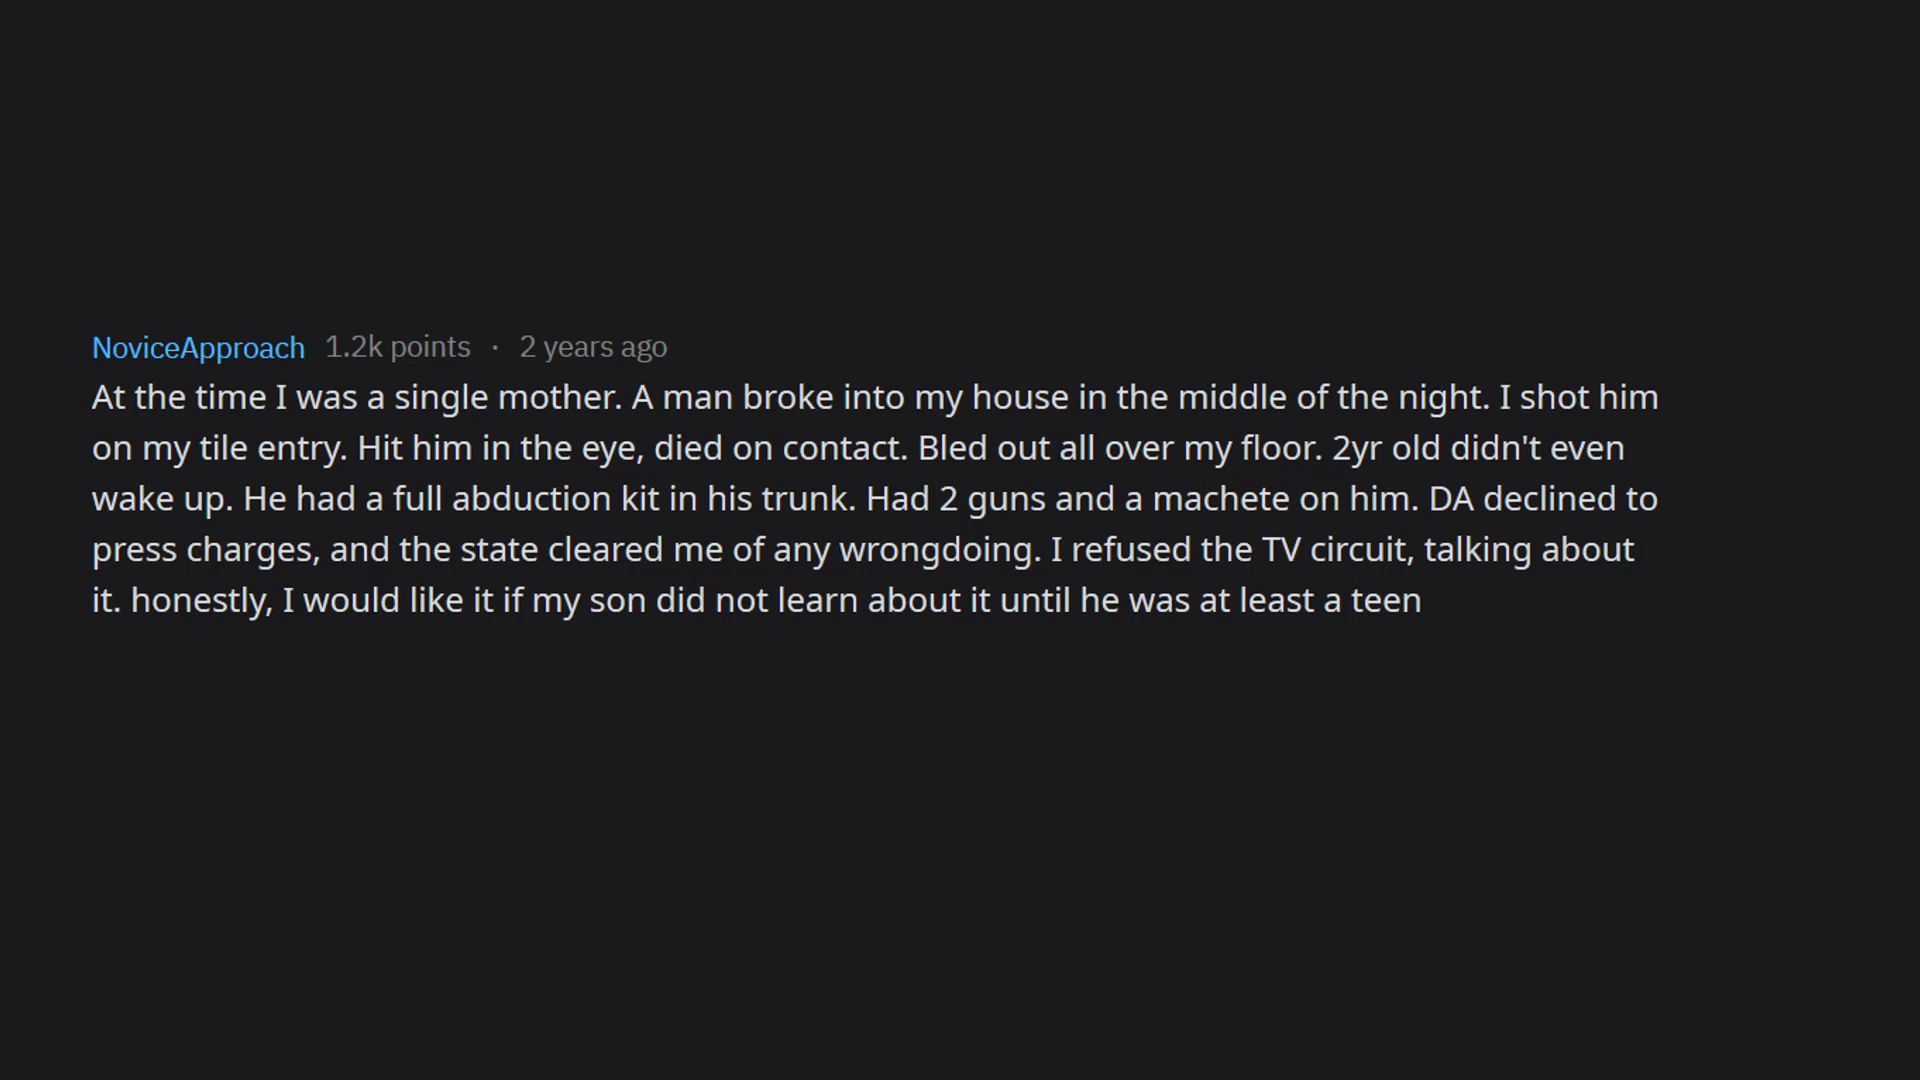 NoviceApproach 1.2k points · 2 years ago
At the time I was a single mother. A man broke into my house in the middle of the night. I shot him
on my tile entry. Hit him in the eye, died on contact. Bled out all over my floor. 2yr old didn't even
wake up. He had a full abduction kit in his trunk. Had 2 guns and a machete on him. DA declined to
press charges, and the state cleared me of any wrongdoing. I refused the TV circuit, talking about
it. honestly, I would like it if my son did not learn about it until he was at least a teen